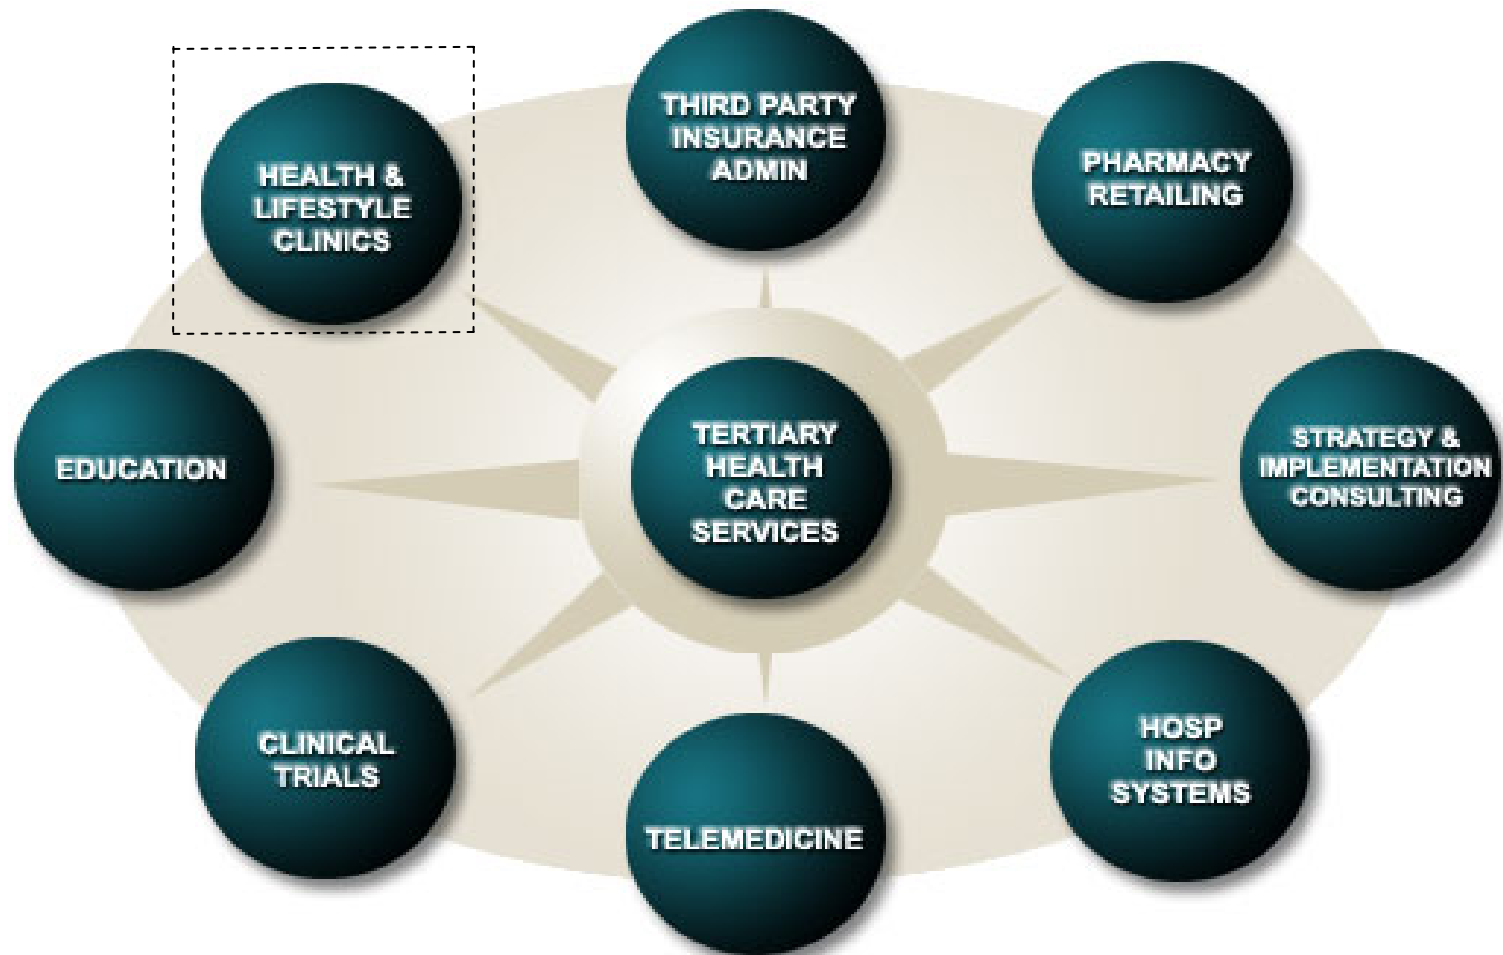 THIRD PARTY
INSURANCE
ADMIN
PHARMACY
RETAILING
HEALTH &
LIFESTYLE
CLINICS
EDUCATION
TERTIARY
HEALTH
CARE
SERVICES
STRATEGY &
IMPLEMENTATION
CONSULTING
CLINICAL
TRIALS
TELEMEDICINE
HOSP
INFO
SYSTEMS